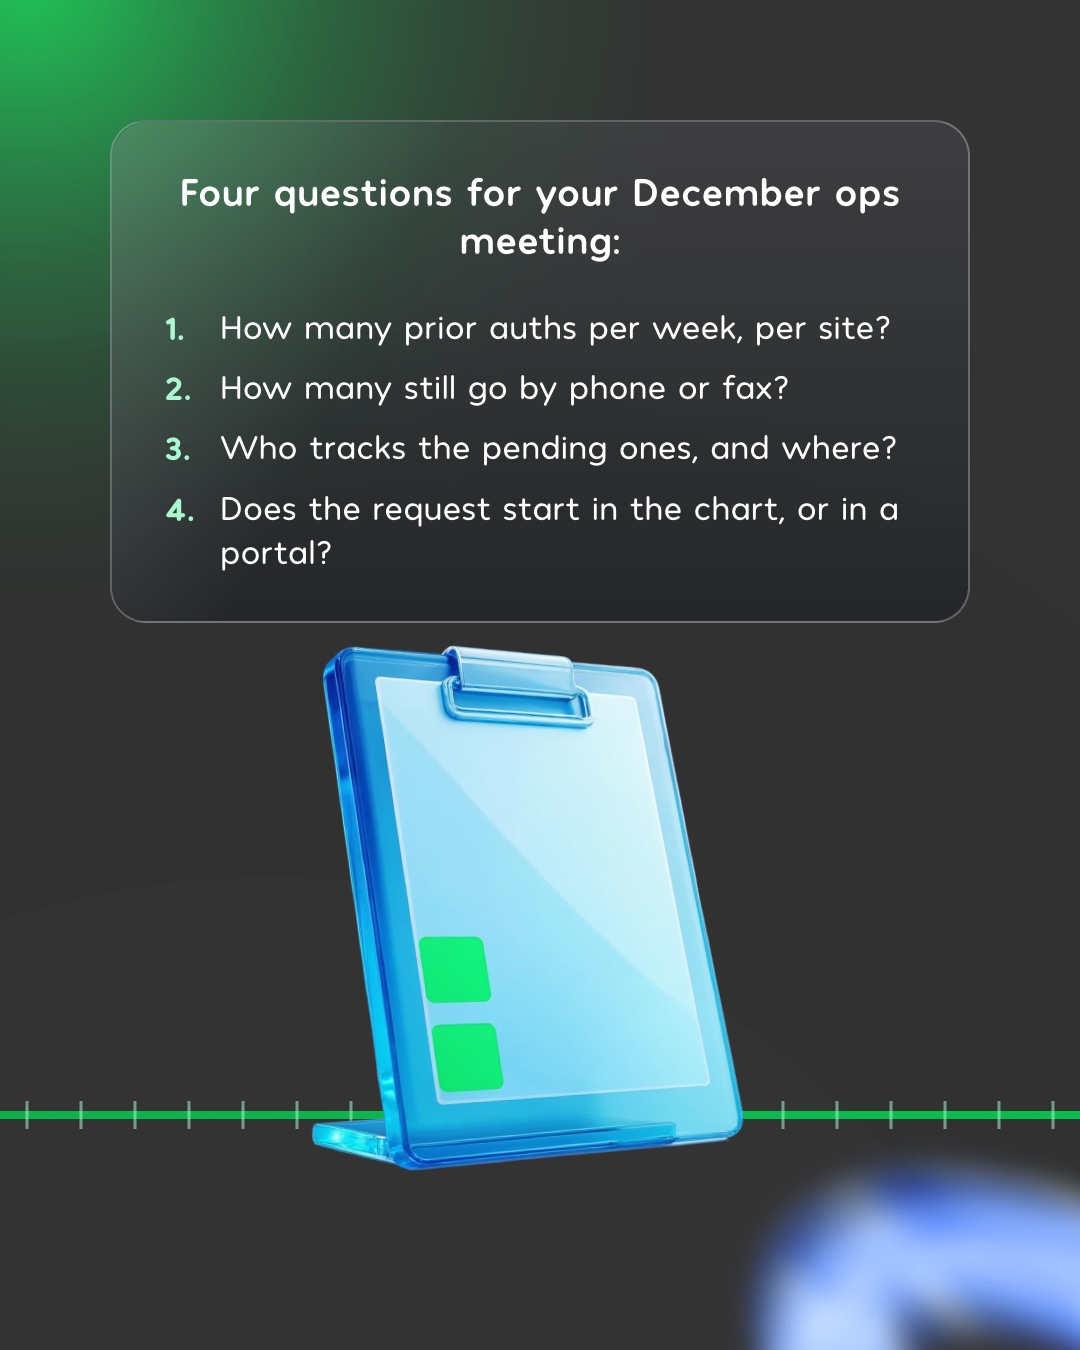 Four questions for your December ops
meeting:
1. How many prior auths per week, per site?
2. How many still go by phone or fax?
3. Who tracks the pending ones, and where?
4. Does the request start in the chart, or in a
portal?